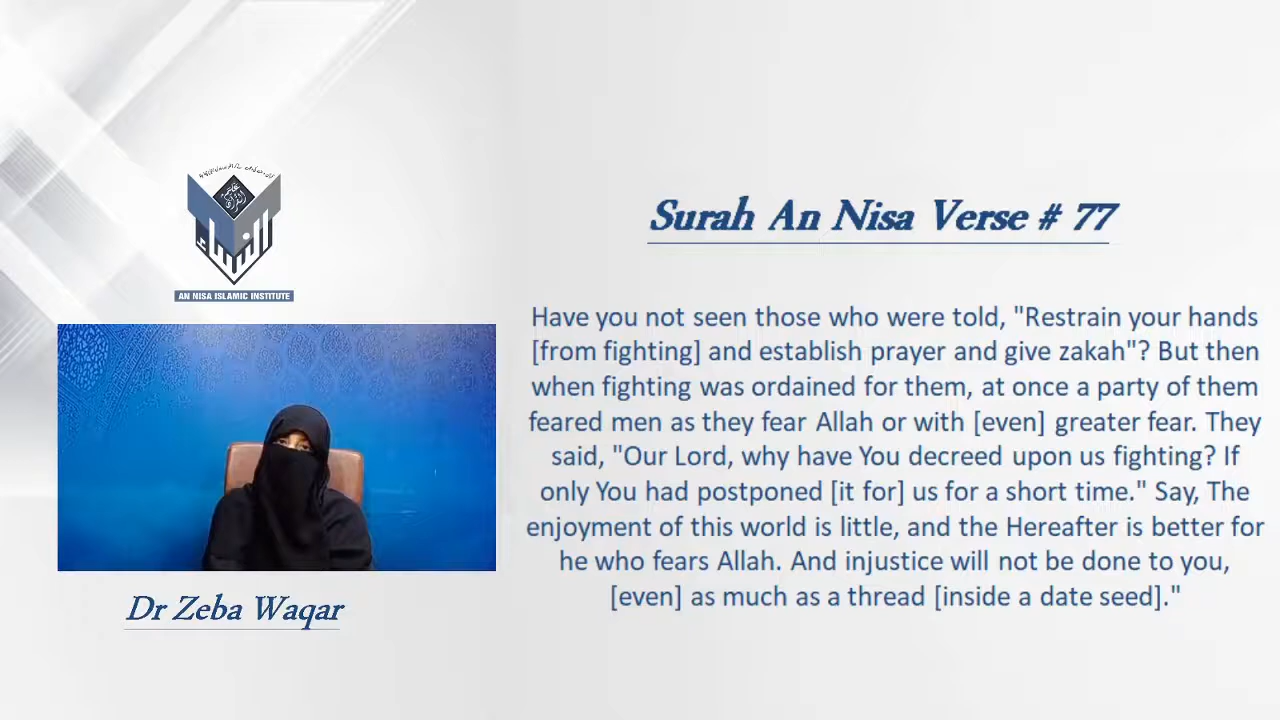 AN NISA ISLAMIC INSTITUTE
Dr Zeba Waqar
Surah An Nisa Verse # 77
Have you not seen those who were told, "Restrain your hands
[from fighting] and establish prayer and give zakah"? But then
when fighting was ordained for them, at once a party of them
feared men as they fear Allah or with [even] greater fear. They
said, "Our Lord, why have You decreed upon us fighting? If
only You had postponed [it for] us for a short time." Say, The
enjoyment of this world is little, and the Hereafter is better for
he who fears Allah. And injustice will not be done to you,
[even] as much as a thread [inside a date seed]."